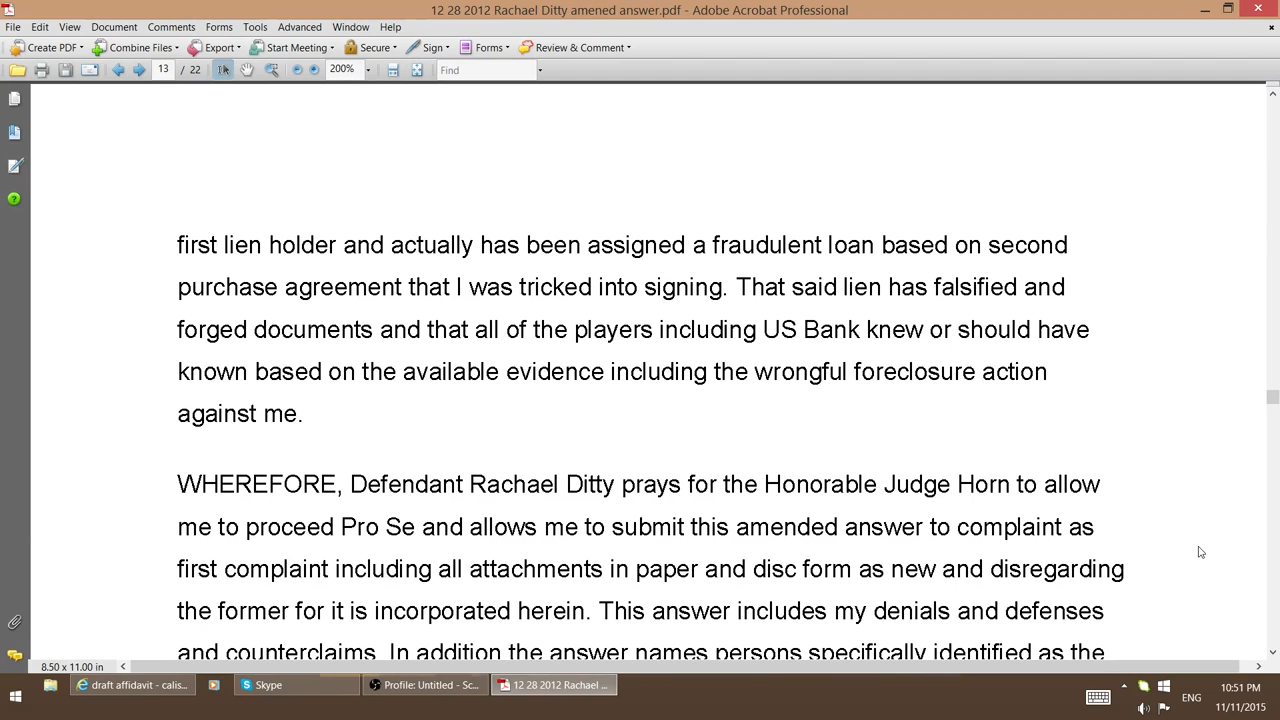 12 28 2012 Rachael Ditty amened answer.pdf - Adobe Acrobat Professional
File Edit View Document Comments Forms Tools Advanced Window Help
Create PDF Combine Files Export Start Meeting Secure Sign Forms Review & Comment
13 / 22 200% Find
first lien holder and actually has been assigned a fraudulent loan based on second
purchase agreement that I was tricked into signing. That said lien has falsified and
forged documents and that all of the players including US Bank knew or should have
known based on the available evidence including the wrongful foreclosure action
against me.
WHEREFORE, Defendant Rachael Ditty prays for the Honorable Judge Horn to allow
me to proceed Pro Se and allows me to submit this amended answer to complaint as
first complaint including all attachments in paper and disc form as new and disregarding
the former for it is incorporated herein. This answer includes my denials and defenses
and counterclaims. In addition the answer names persons specifically identified as the
8.50 x 11.00 in
draft affidavit - calis... Skype Profile: Untitled - Sc... 12 28 2012 Rachael ... ENG 10:51 PM
11/11/2015